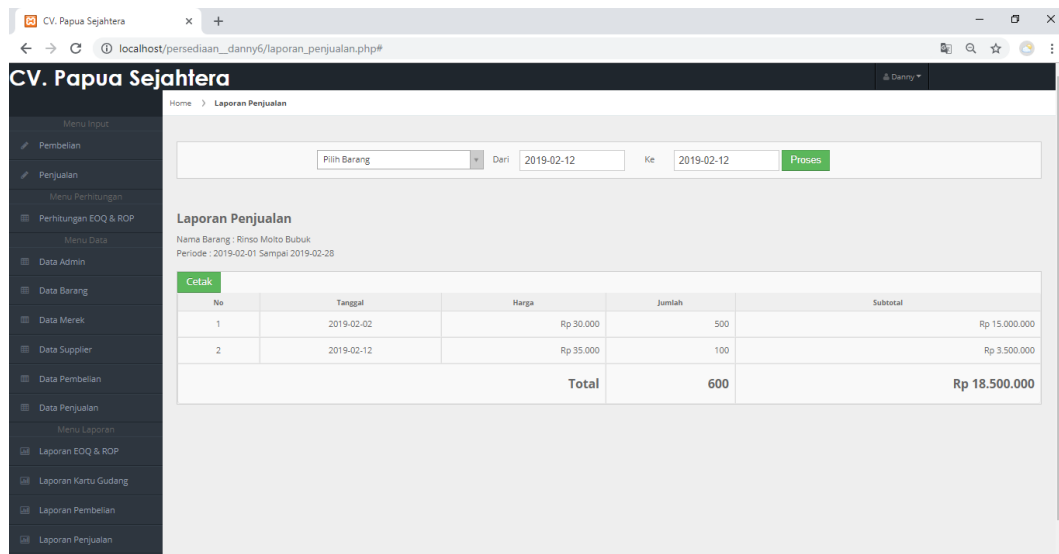 CV. Papua Sejahtera
localhost/persediaan__danny6/laporan_penjualan.php#
CV. Papua Sejahtera
Danny
Home > Laporan Penjualan
Menu Input
Pembelian
Penjualan
Menu Perhitungan
Perhitungan EOQ & ROP
Menu Data
Data Admin
Data Barang
Data Merek
Data Supplier
Data Pembelian
Data Penjualan
Menu Laporan
Laporan EOQ & ROP
Laporan Kartu Gudang
Laporan Pembelian
Laporan Penjualan
Pilih Barang Dari 2019-02-12 Ke 2019-02-12 Proses
Laporan Penjualan
Nama Barang : Rinso Molto Bubuk
Periode : 2019-02-01 Sampai 2019-02-28
Cetak
No Tanggal Harga Jumlah Subtotal
1 2019-02-02 Rp 30.000 500 Rp 15.000.000
2 2019-02-12 Rp 35.000 100 Rp 3.500.000
Total 600 Rp 18.500.000